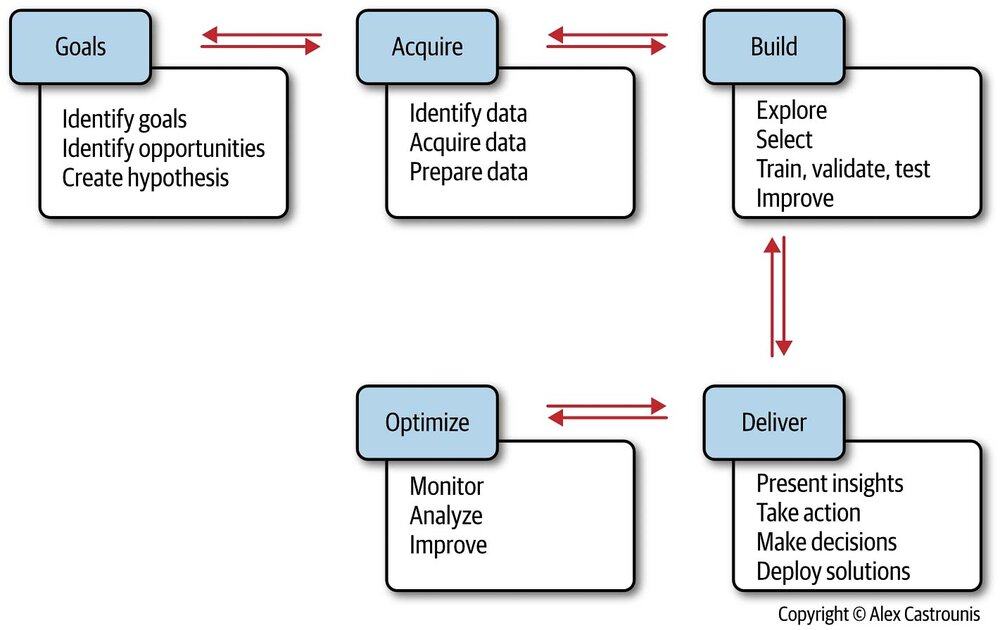 Goals
Identify goals
Identify opportunities
Create hypothesis
Acquire
Identify data
Acquire data
Prepare data
Build
Explore
Select
Train, validate, test
Improve
Optimize
Monitor
Analyze
Improve
Deliver
Present insights
Take action
Make decisions
Deploy solutions
Copyright © Alex Castrounis